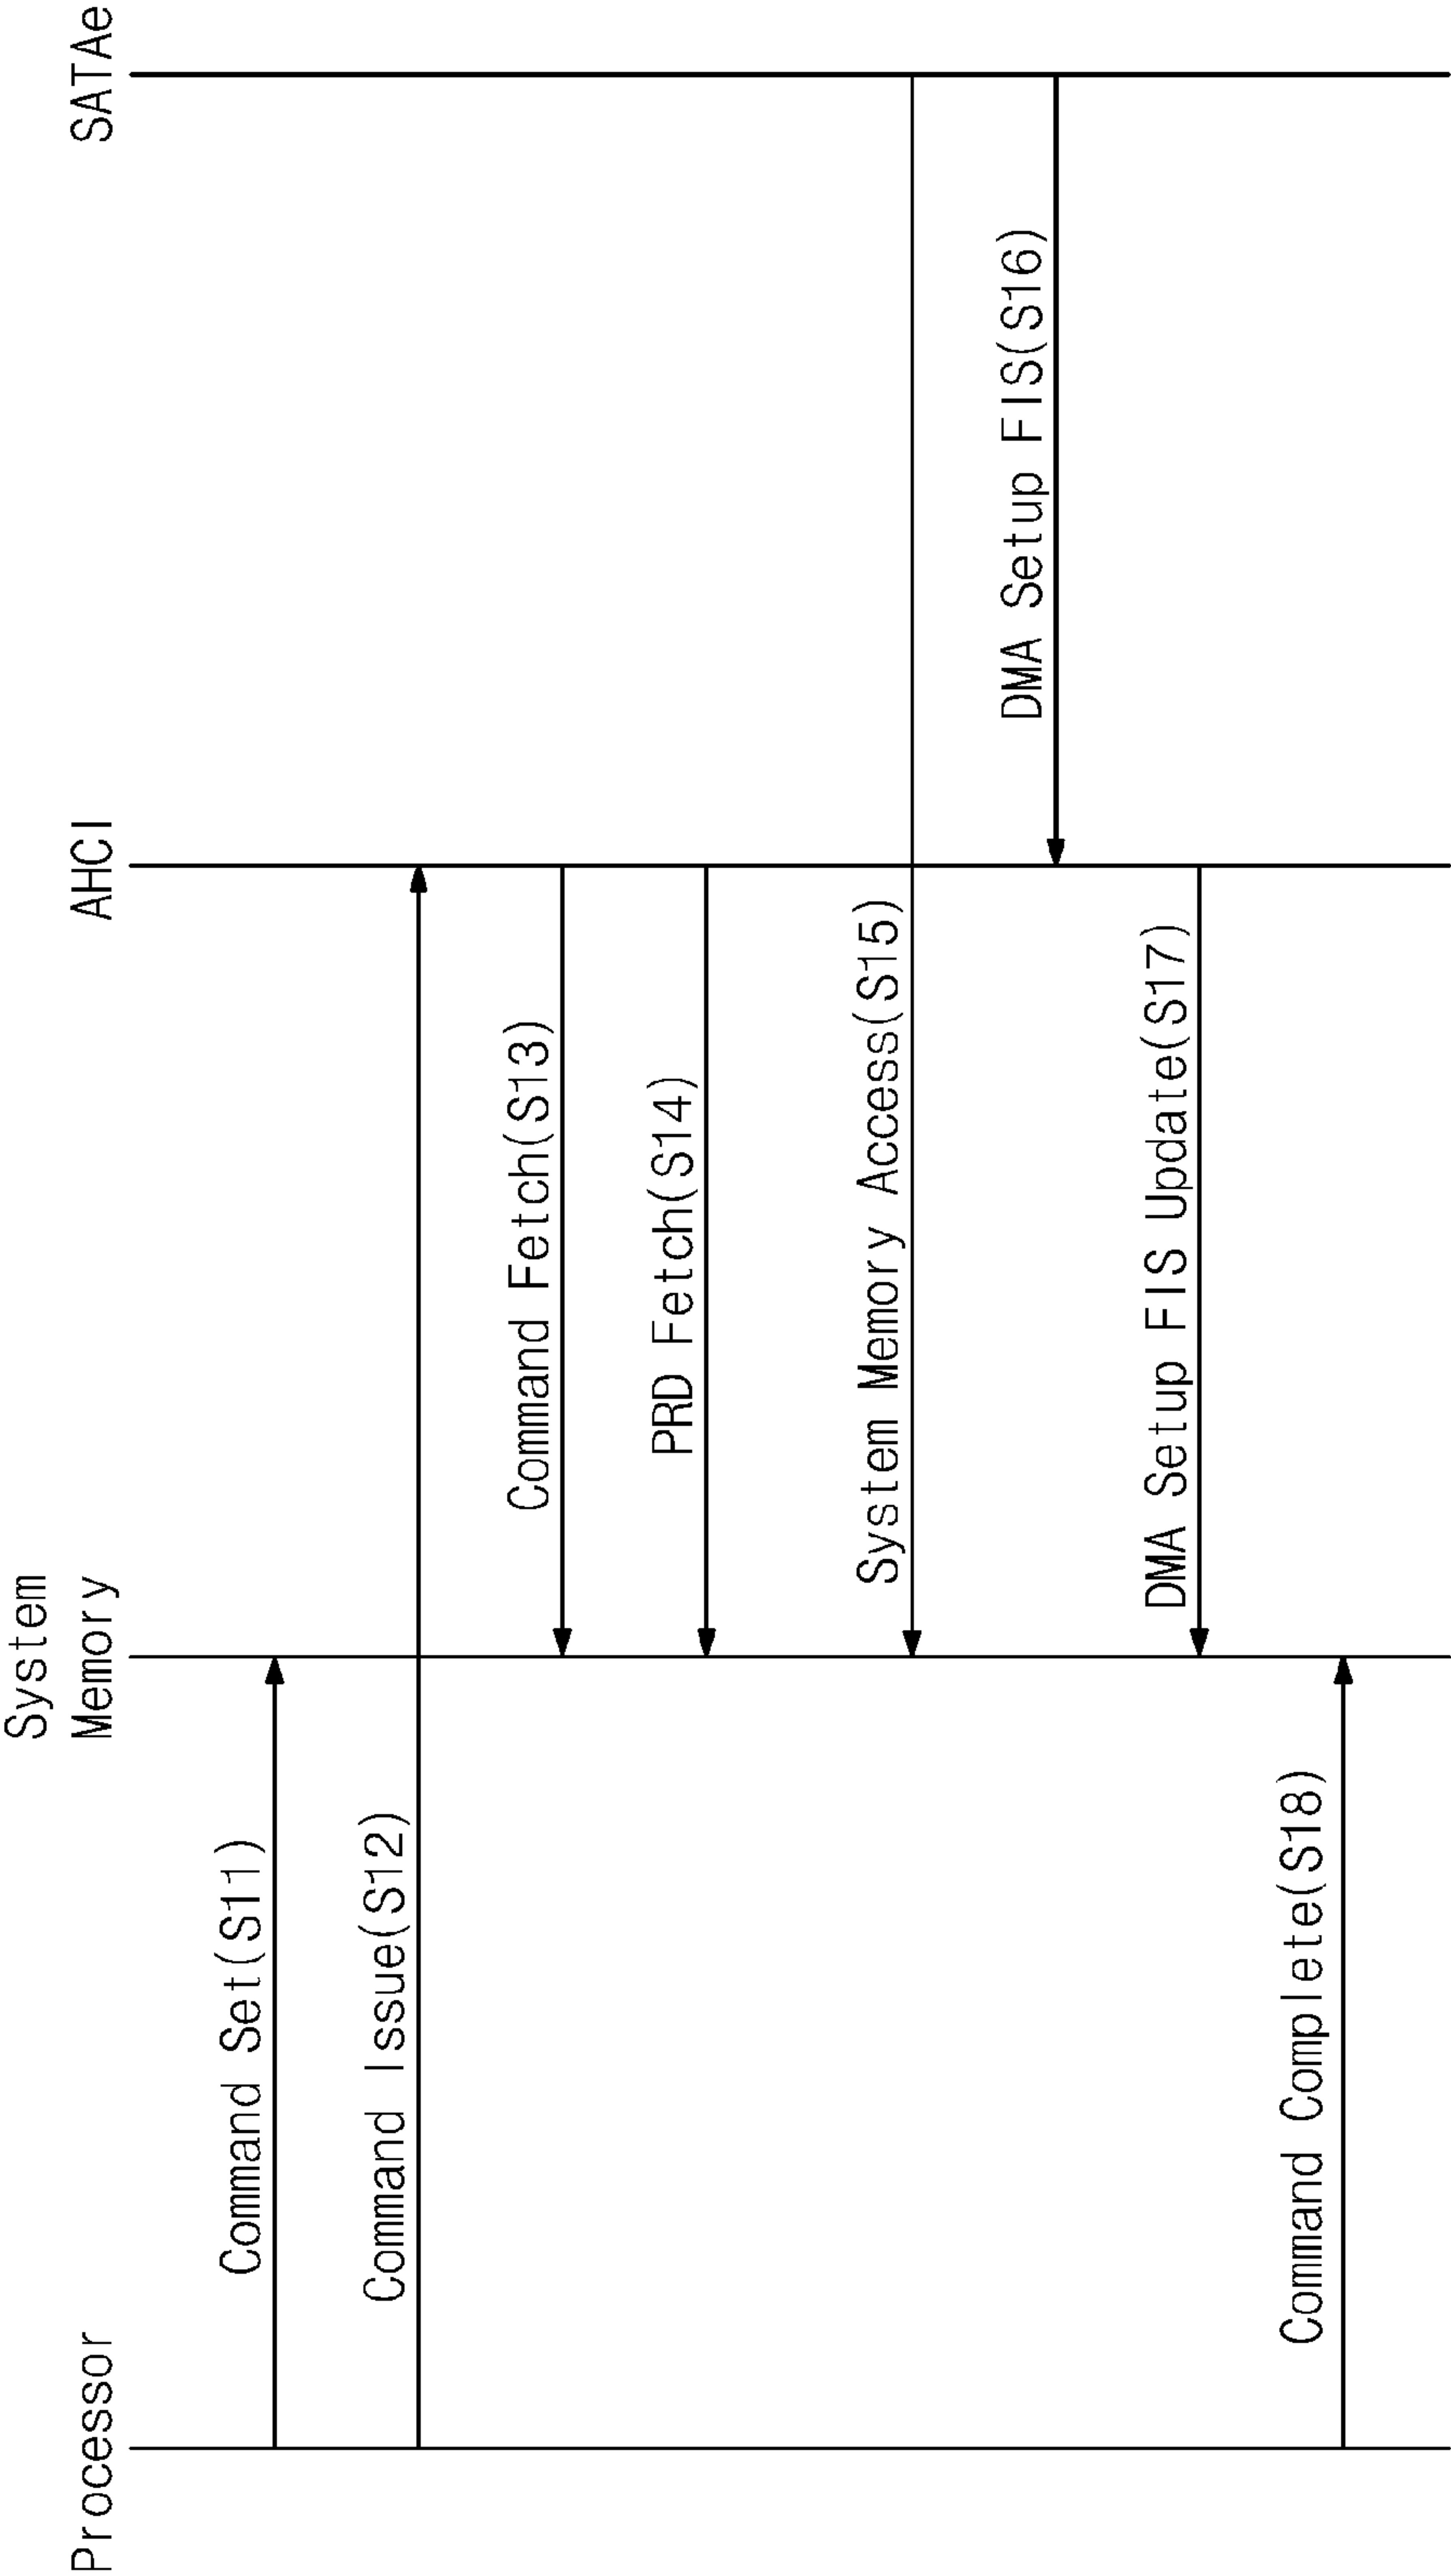 Processor
System
Memory
AHCI
SATAe
Command Set(S11)
Command Issue(S12)
Command Fetch(S13)
PRD Fetch(S14)
System Memory Access(S15)
DMA Setup FIS(S16)
DMA Setup FIS Update(S17)
Command Complete(S18)